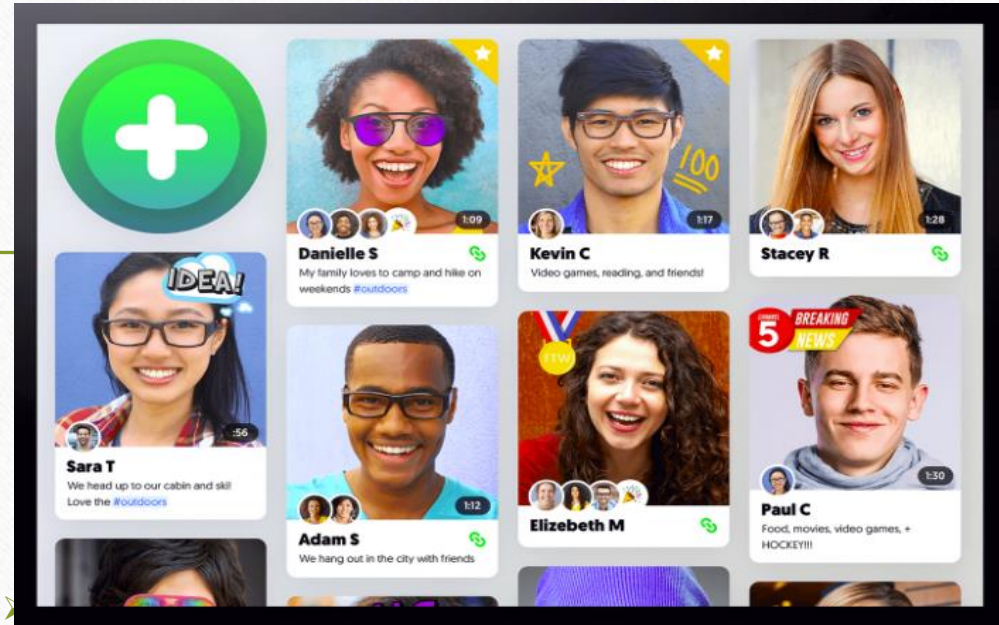 1:09
Danielle S
My family loves to camp and hike on
weekends #outdoors
100
1:17
Kevin C
Video games, reading, and friends!
1:28
Stacey R
IDEA!
:56
Sara T
We head up to our cabin and ski!
Love the #outdoors
1:12
Adam S
We hang out in the city with friends
FTW
Elizebeth M
CHANNEL
5
BREAKING
NEWS
1:30
Paul C
Food, movies, video games, +
HOCKEY!!!